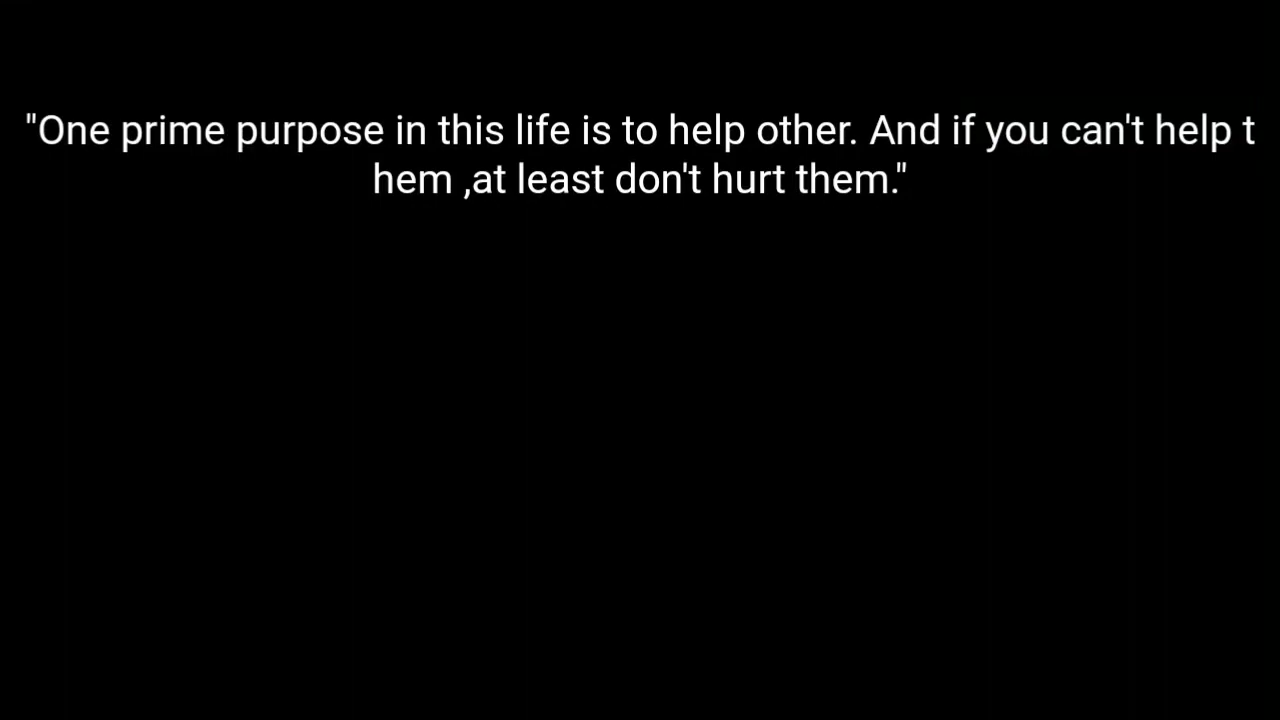 "One prime purpose in this life is to help other. And if you can't help t
hem ,at least don't hurt them."